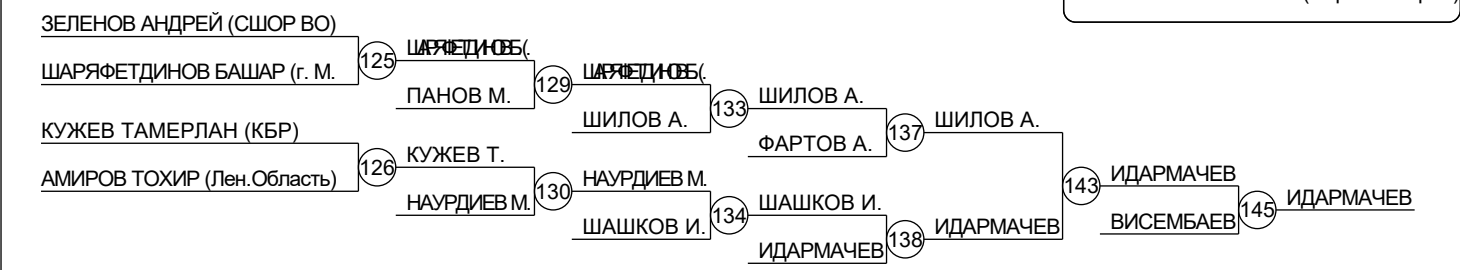 ЗЕЛЕНОВ АНДРЕЙ (СШОР ВО)
125
ШАРЯФЕТДИНОВ БАШАР (г. М.
ШАРЯФЕТДИНОВ Б(.
129
ПАНОВ М.
ШАРЯФЕТДИНОВ Б(.
133
ШИЛОВ А.
ШИЛОВ А.
137
ФАРТОВ А.
ШИЛОВ А.
КУЖЕВ ТАМЕРЛАН (КБР)
126
АМИРОВ ТОХИР (Лен.Область)
КУЖЕВ Т.
130
НАУРДИЕВ М.
НАУРДИЕВ М.
134
ШАШКОВ И.
ШАШКОВ И.
138
ИДАРМАЧЕВ
ИДАРМАЧЕВ
143
ИДАРМАЧЕВ
145
ВИСЕМБАЕВ
ИДАРМАЧЕВ